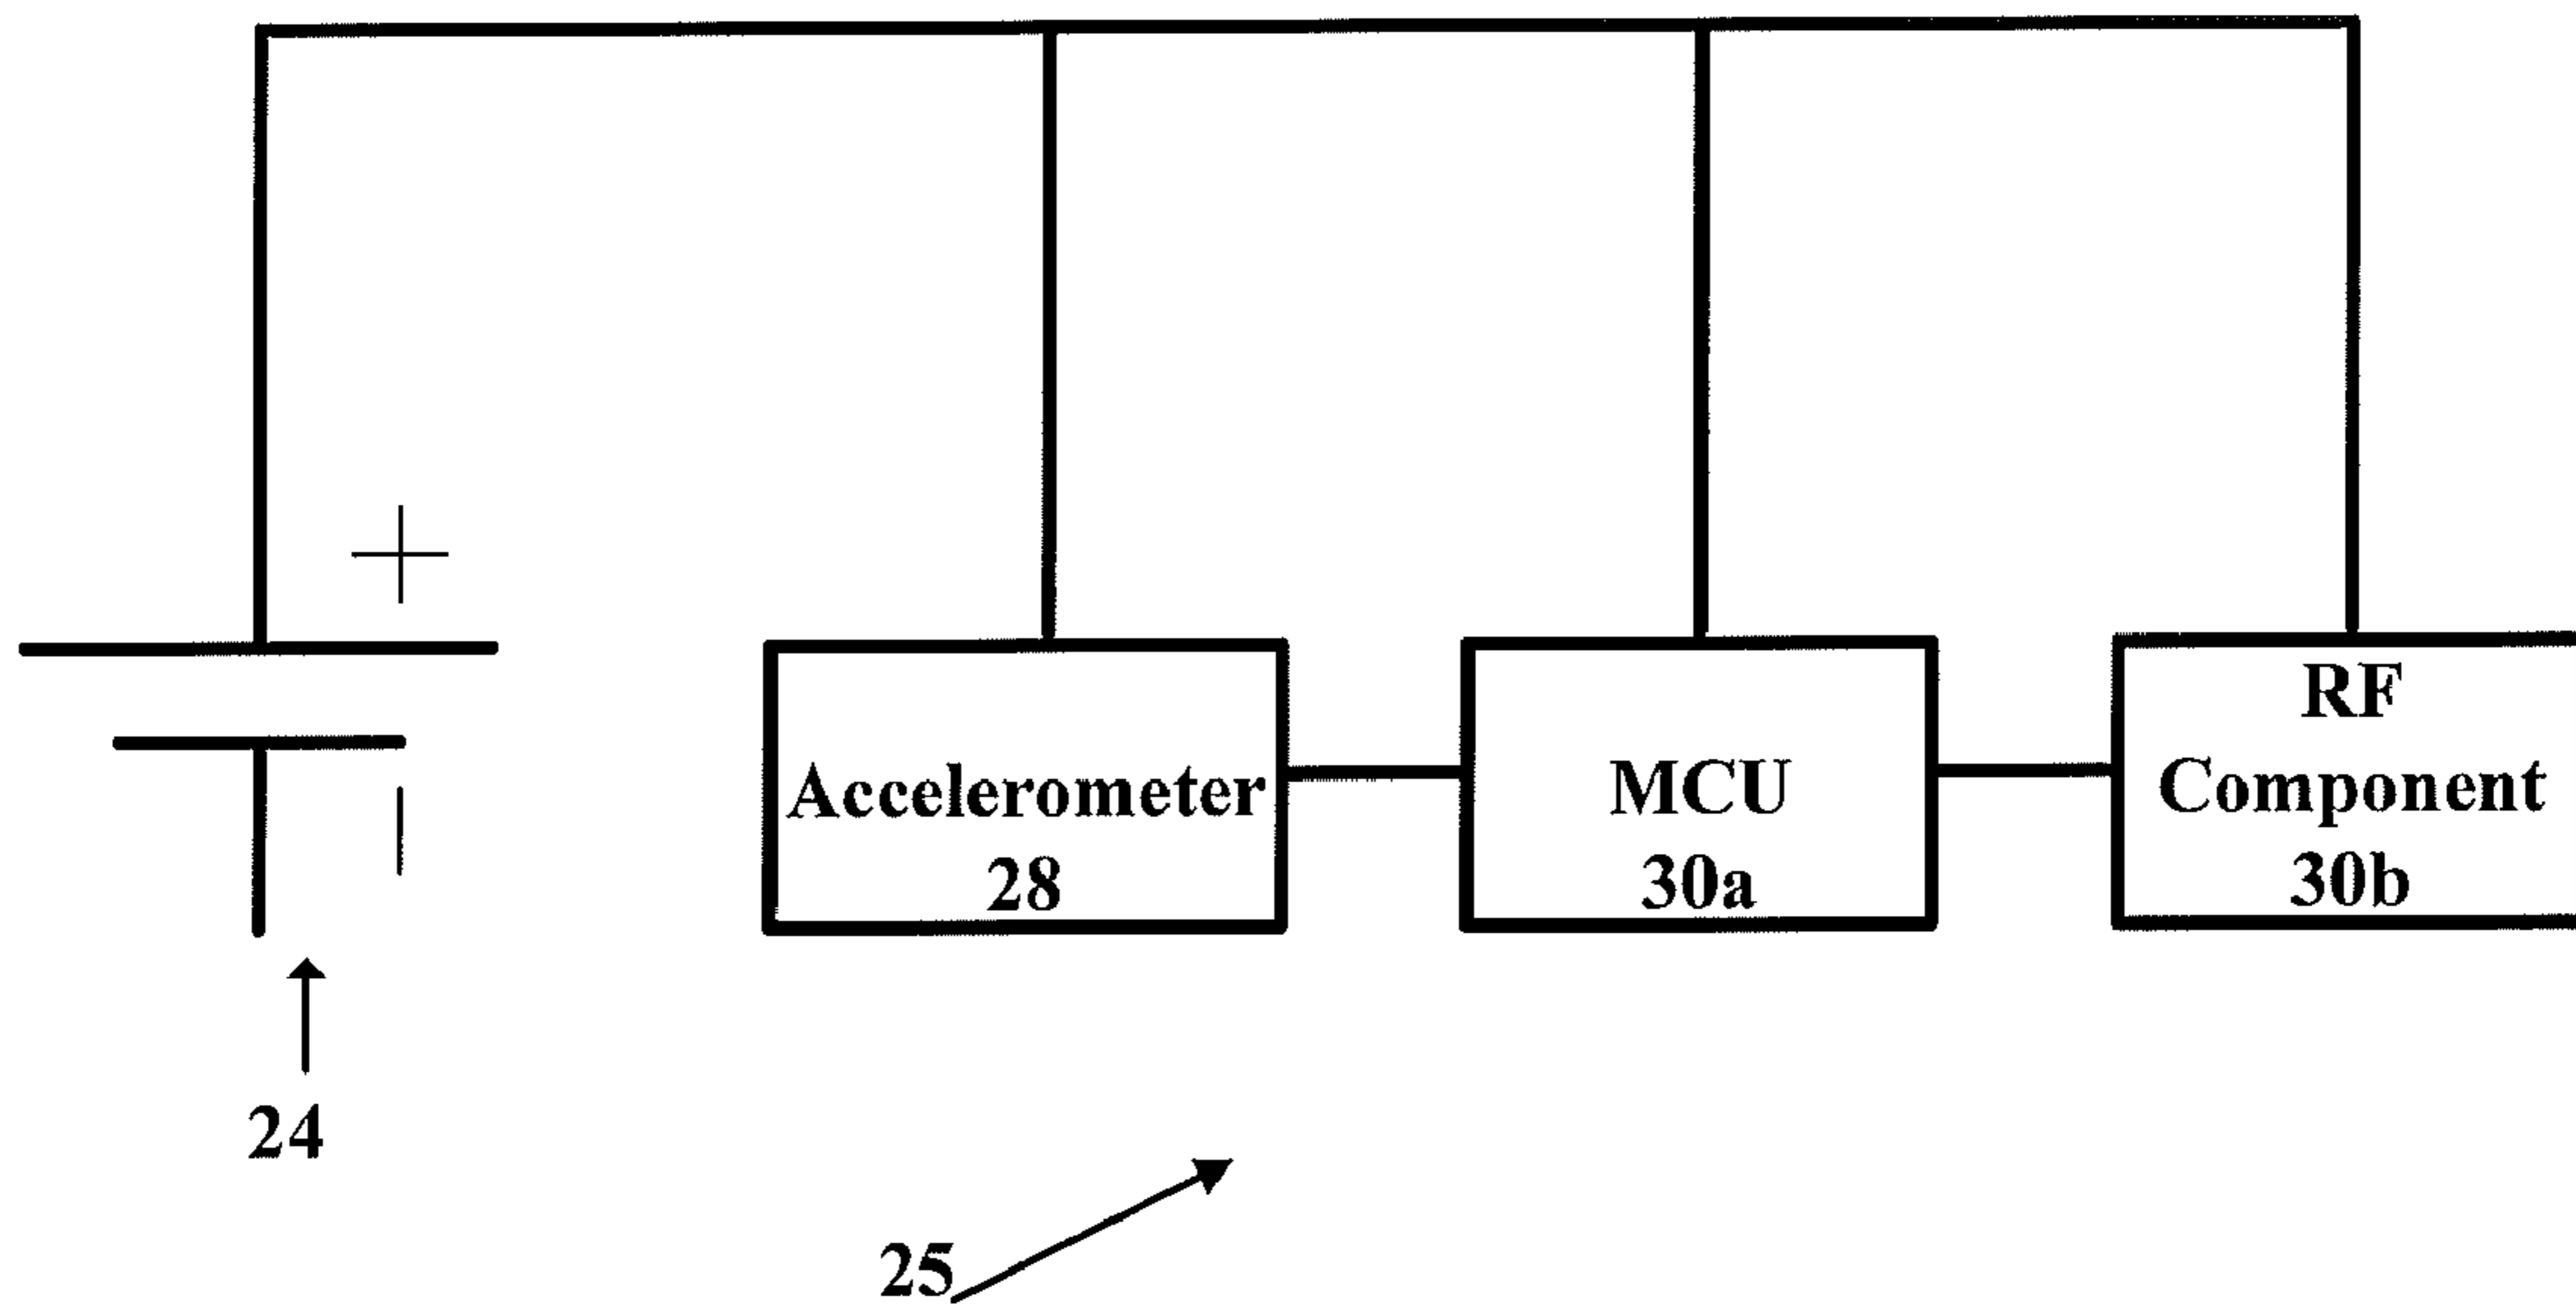 +
|
Accelerometer
28
MCU
30a
RF
Component
30b
24
25